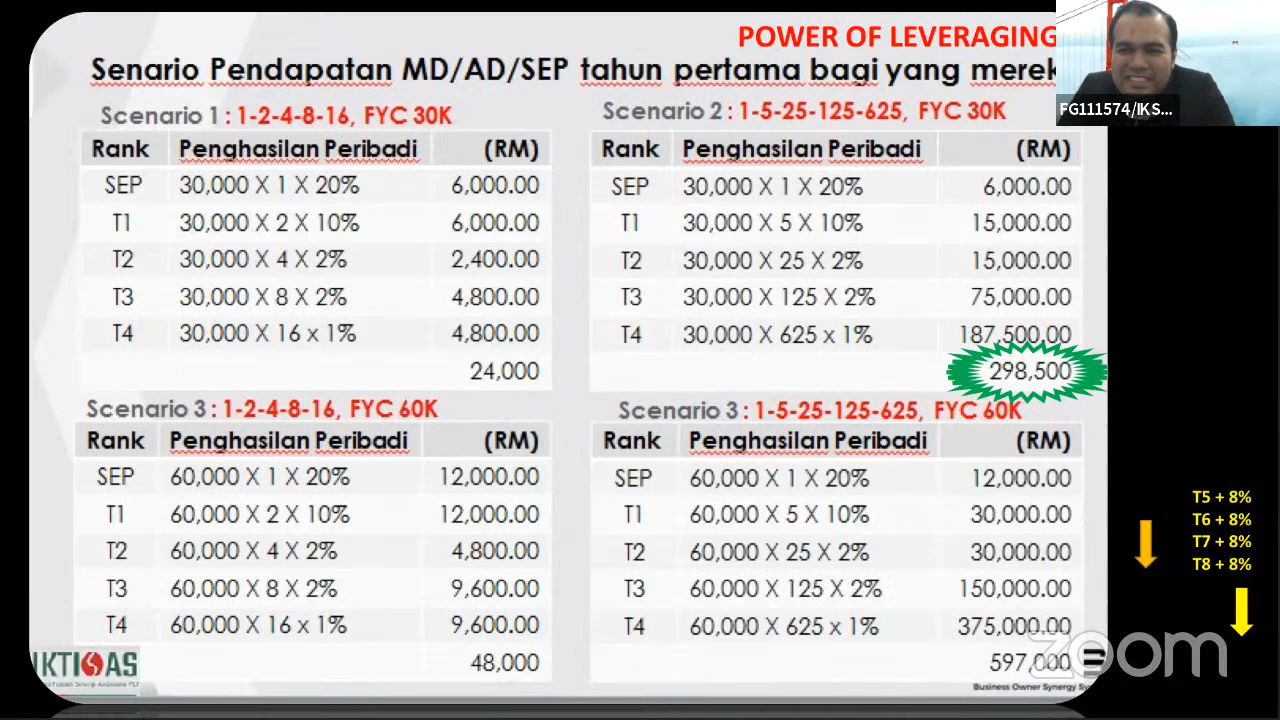 POWER OF LEVERAGING
Senario Pendapatan MD/AD/SEP tahun pertama bagi yang merek
FG111574/IKS...
Scenario 1 : 1-2-4-8-16, FYC 30K
Rank Penghasilan Peribadi (RM)
SEP 30,000 X 1 X 20% 6,000.00
T1 30,000 X 2 X 10% 6,000.00
T2 30,000 X 4 X 2% 2,400.00
T3 30,000 X 8 X 2% 4,800.00
T4 30,000 X 16 x 1% 4,800.00
24,000
Scenario 2 : 1-5-25-125-625, FYC 30K
Rank Penghasilan Peribadi (RM)
SEP 30,000 X 1 X 20% 6,000.00
T1 30,000 X 5 X 10% 15,000.00
T2 30,000 X 25 X 2% 15,000.00
T3 30,000 X 125 X 2% 75,000.00
T4 30,000 X 625 x 1% 187,500.00
298,500
Scenario 3 : 1-2-4-8-16, FYC 60K
Rank Penghasilan Peribadi (RM)
SEP 60,000 X 1 X 20% 12,000.00
T1 60,000 X 2 X 10% 12,000.00
T2 60,000 X 4 X 2% 4,800.00
T3 60,000 X 8 X 2% 9,600.00
T4 60,000 X 16 x 1% 9,600.00
48,000
Scenario 3 : 1-5-25-125-625, FYC 60K
Rank Penghasilan Peribadi (RM)
SEP 60,000 X 1 X 20% 12,000.00
T1 60,000 X 5 X 10% 30,000.00
T2 60,000 X 25 X 2% 30,000.00
T3 60,000 X 125 X 2% 150,000.00
T4 60,000 X 625 x 1% 375,000.00
597,000
T5 + 8%
T6 + 8%
T7 + 8%
T8 + 8%
zoom
Business Owner Synergy Sy